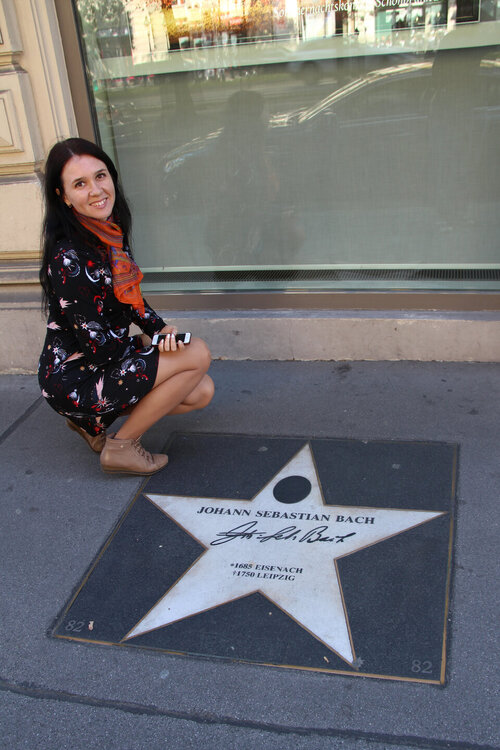 JOHANN SEBASTIAN BACH
*1685 EISENACH
†1750 LEIPZIG
82
82